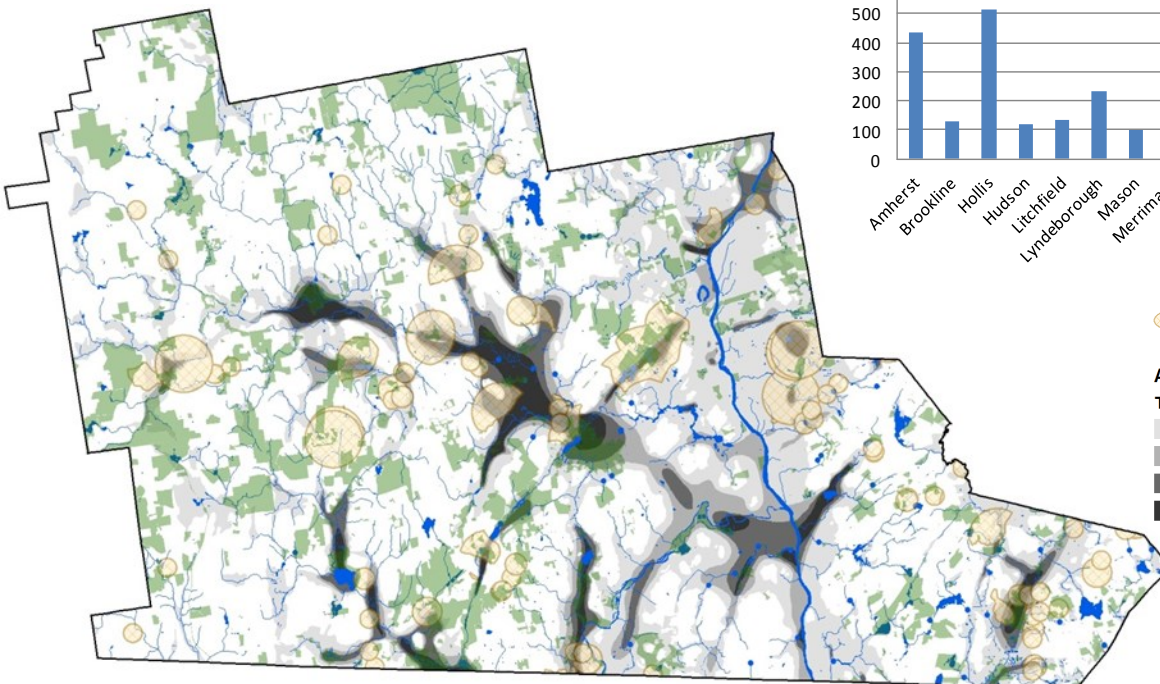 500
400
300
200
100
0
Amherst
Brookline
Hollis
Hudson
Litchfield
Lyndeborough
Mason